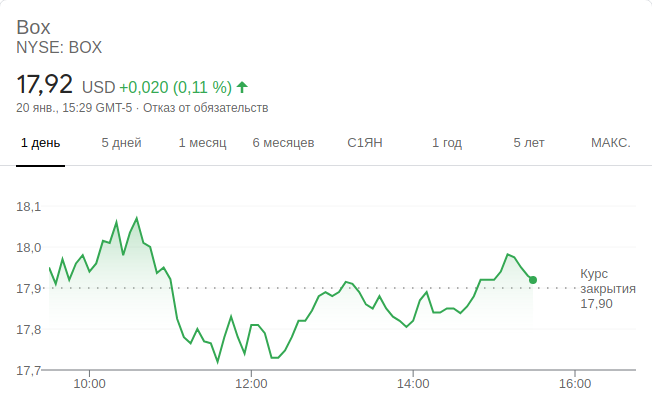 Box
NYSE: BOX
17,92 USD +0,020 (0,11 %)
20 янв., 15:29 GMT-5 · Отказ от обязательств
1 день 5 дней 1 месяц 6 месяцев С1ЯН 1 год 5 лет МАКС.
18,1
18,0
17,9
Курс
закрытия
17,90
17,8
17,7
10:00 12:00 14:00 16:00